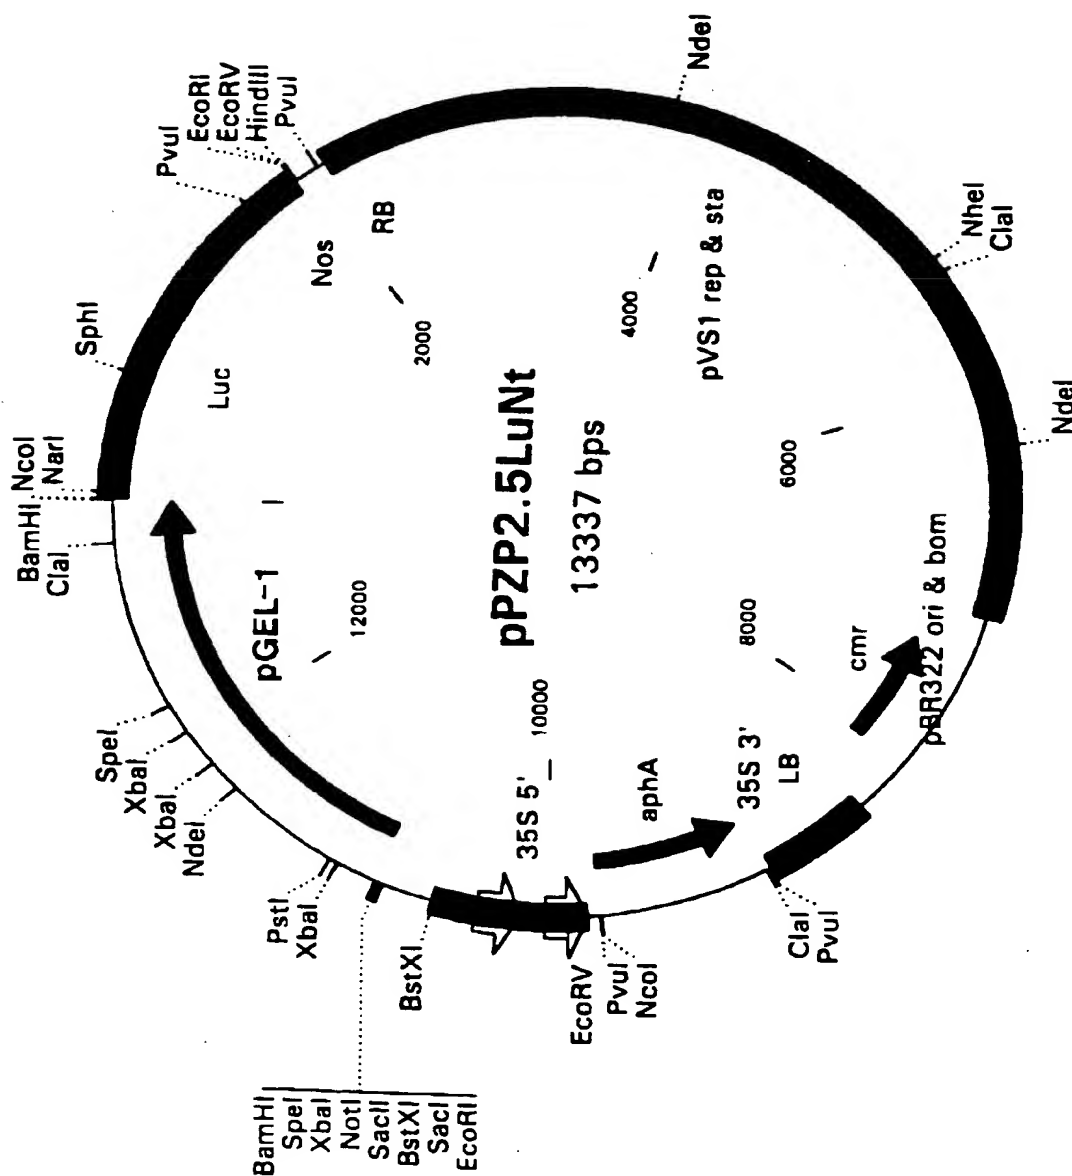 pPZP2.5LuNt
13337 bps
BamHI
ClaI
NcoI
NarI
SphI
PvuI
EcoRI
EcoRV
HindIII
PvuI
NdeI
NheI
ClaI
NdeI
pBR322 ori & bom
cmr
ClaI
PvuI
35S 3'
LB
aphA
PvuI
NcoI
EcoRV
35S 5'
BstXI
BamHI
SpeI
XbaI
NotI
SacII
BstXI
SacI
EcoRI
PstI
XbaI
NdeI
XbaI
XbaI
SpeI
pGEL-1
Luc
Nos
RB
pVS1 rep & sta
2000
4000
6000
8000
10000
12000